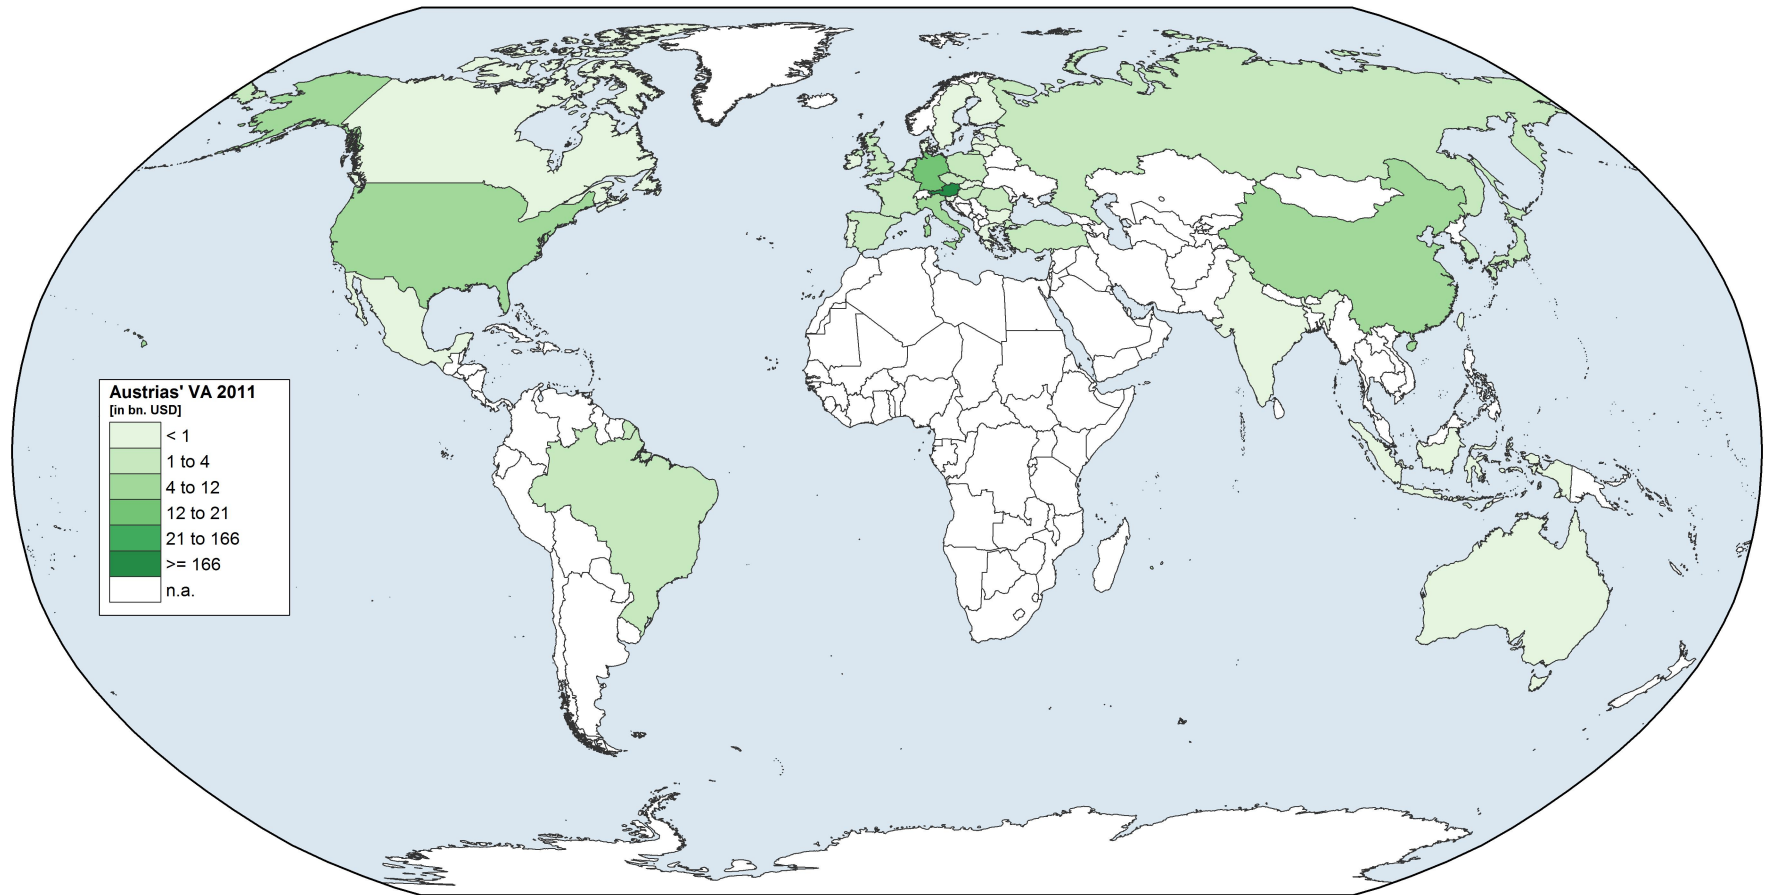 Austrias' VA 2011
[in bn. USD]
< 1
1 to 4
4 to 12
12 to 21
21 to 166
>= 166
n.a.